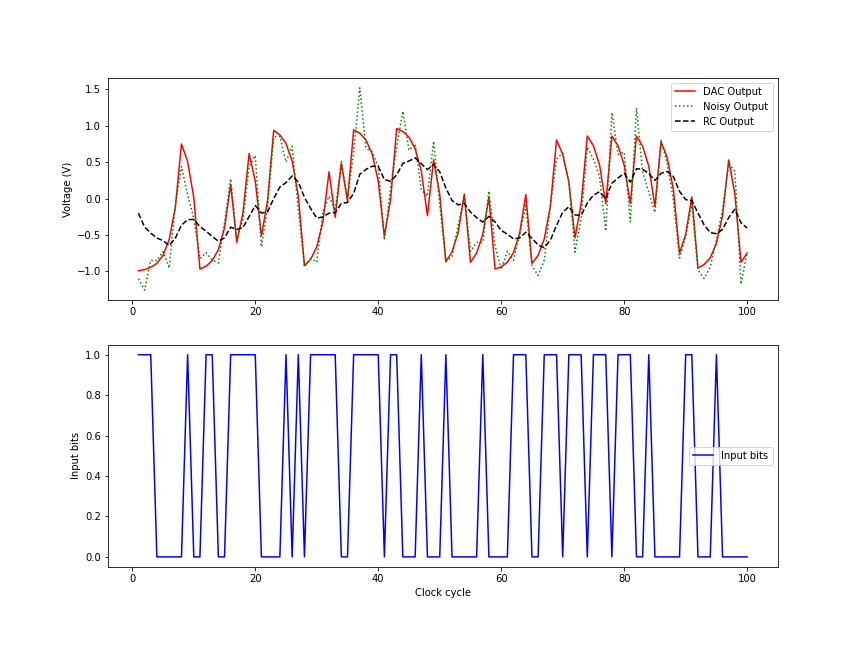 1.5
1.0
0.5
0.0
−0.5
−1.0
Voltage (V)
DAC Output
Noisy Output
RC Output
0 20 40 60 80 100
1.0
0.8
0.6
0.4
0.2
0.0
Input bits
Input bits
0 20 40 60 80 100
Clock cycle